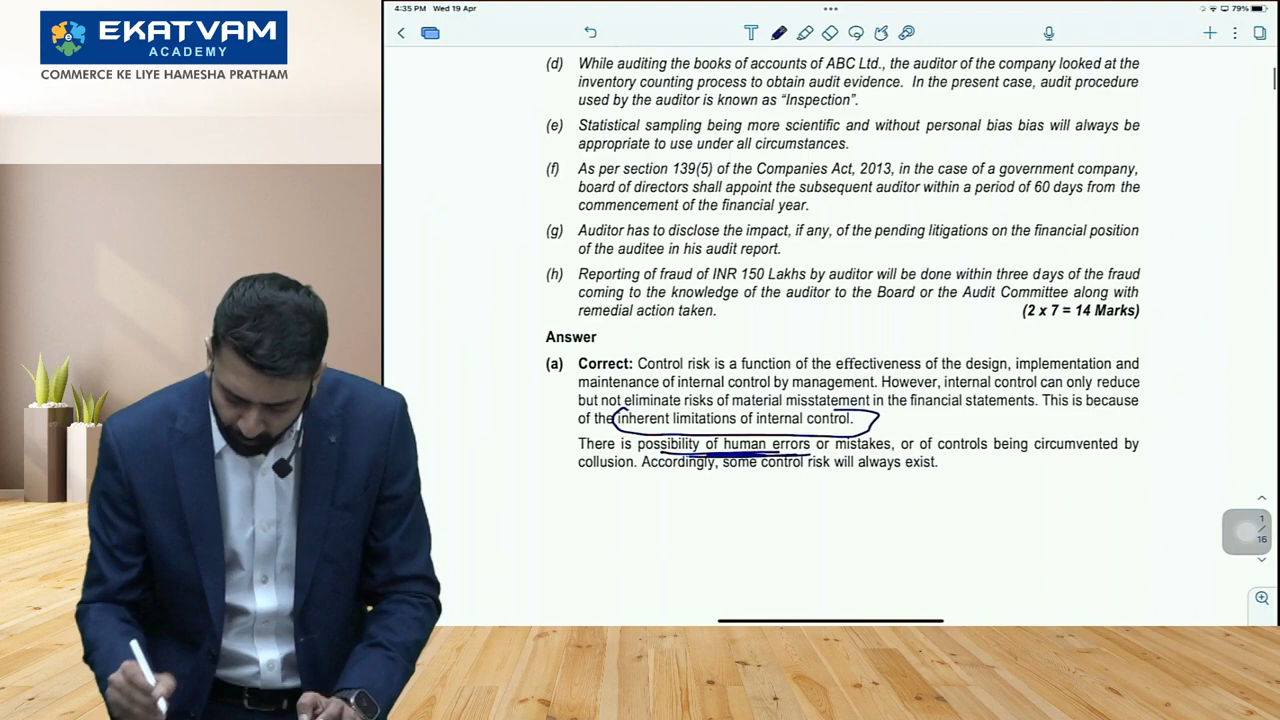 EKATVAM
ACADEMY
COMMERCE KE LIYE HAMESHA PRATHAM
4:35 PM Wed 19 Apr
79%
(d) While auditing the books of accounts of ABC Ltd., the auditor of the company looked at the
inventory counting process to obtain audit evidence. In the present case, audit procedure
used by the auditor is known as “Inspection”.
(e) Statistical sampling being more scientific and without personal bias bias will always be
appropriate to use under all circumstances.
(f) As per section 139(5) of the Companies Act, 2013, in the case of a government company,
board of directors shall appoint the subsequent auditor within a period of 60 days from the
commencement of the financial year.
(g) Auditor has to disclose the impact, if any, of the pending litigations on the financial position
of the auditee in his audit report.
(h) Reporting of fraud of INR 150 Lakhs by auditor will be done within three days of the fraud
coming to the knowledge of the auditor to the Board or the Audit Committee along with
remedial action taken. (2 x 7 = 14 Marks)
Answer
(a) Correct: Control risk is a function of the effectiveness of the design, implementation and
maintenance of internal control by management. However, internal control can only reduce
but not eliminate risks of material misstatement in the financial statements. This is because
of the inherent limitations of internal control.
There is possibility of human errors or mistakes, or of controls being circumvented by
collusion. Accordingly, some control risk will always exist.
1
/
16